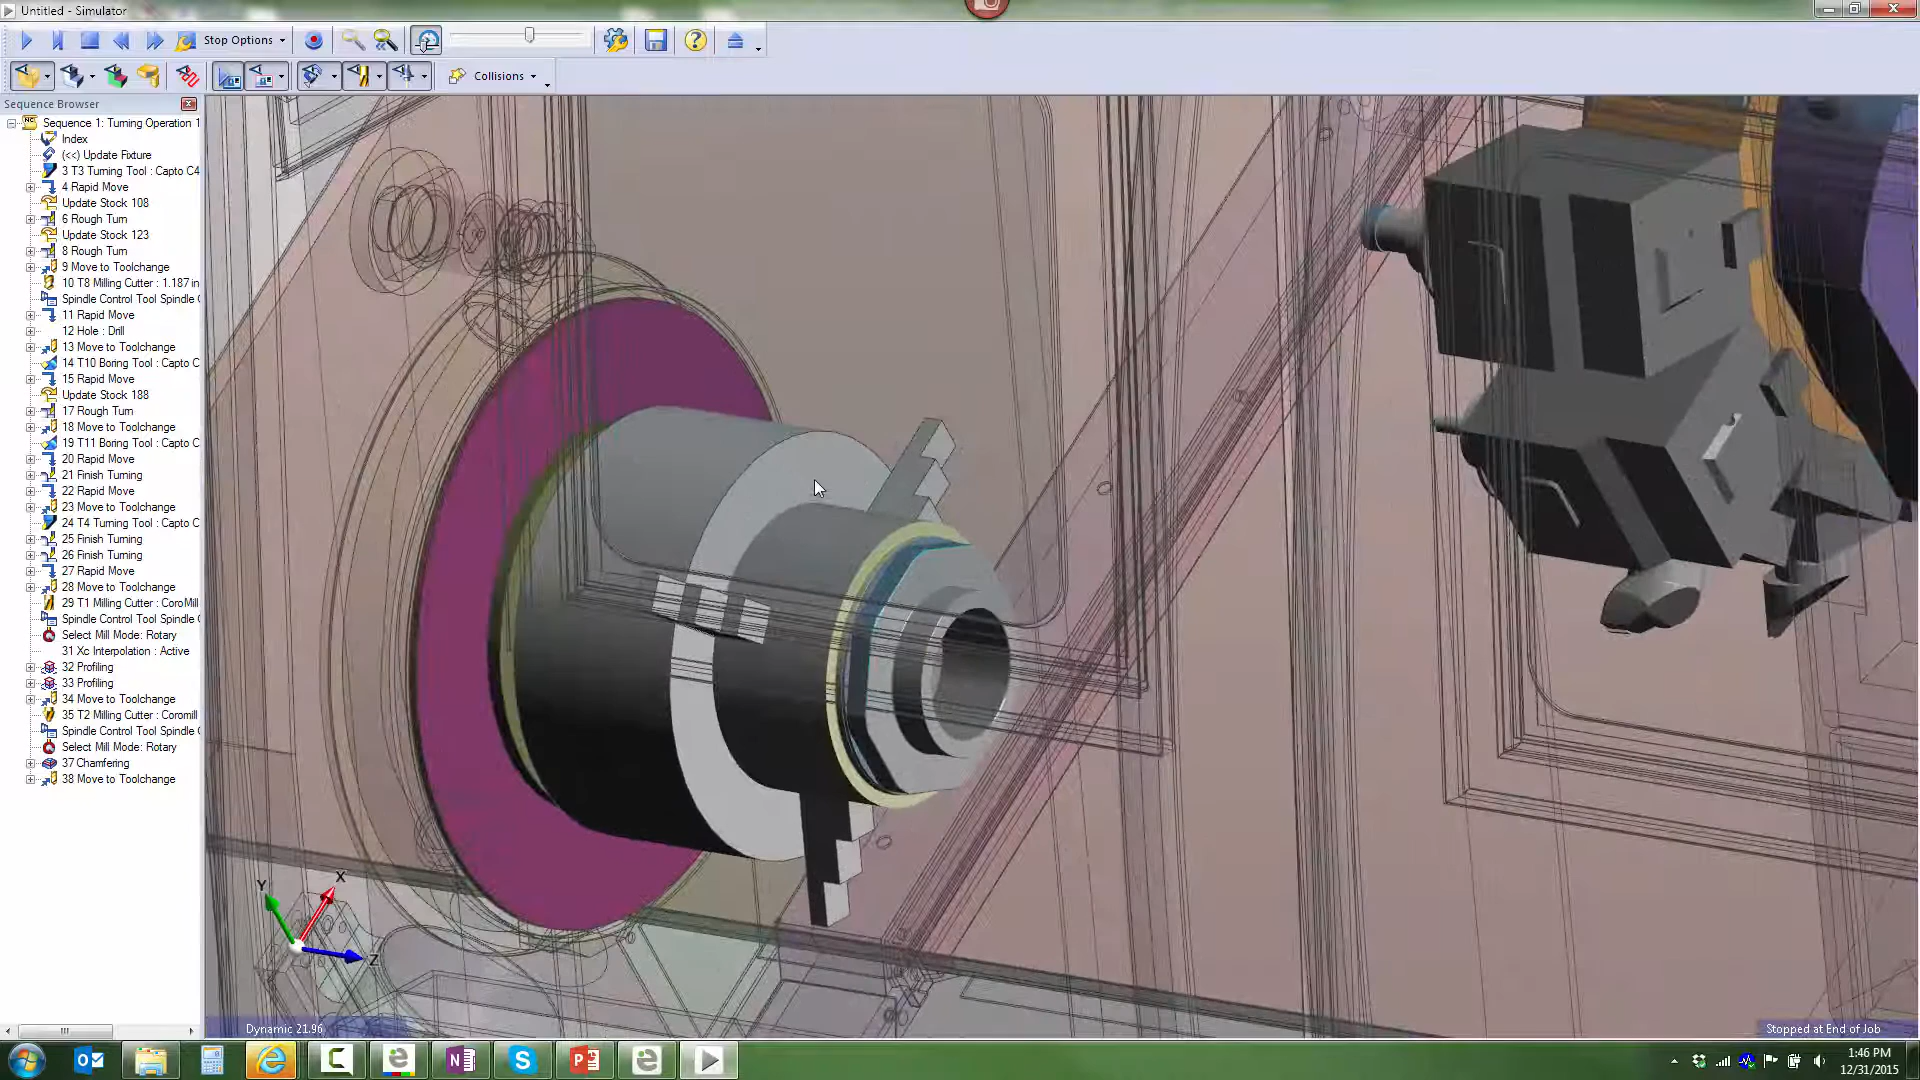 Untitled - Simulator
Stop Options
Collisions
Sequence Browser
Sequence 1: Turning Operation 1
Index
(<<) Update Fixture
3 T3 Turning Tool : Capto C4
4 Rapid Move
Update Stock 108
6 Rough Turn
Update Stock 123
8 Rough Turn
9 Move to Toolchange
10 T8 Milling Cutter : 1.187 in
Spindle Control Tool Spindle
11 Rapid Move
12 Hole : Drill
13 Move to Toolchange
14 T10 Boring Tool : Capto C
15 Rapid Move
Update Stock 188
17 Rough Turn
18 Move to Toolchange
19 T11 Boring Tool : Capto C
20 Rapid Move
21 Finish Turning
22 Rapid Move
23 Move to Toolchange
24 T4 Turning Tool : Capto C
25 Finish Turning
26 Finish Turning
27 Rapid Move
28 Move to Toolchange
29 T1 Milling Cutter : CoroMill
Spindle Control Tool Spindle
Select Mill Mode: Rotary
31 Xc Interpolation : Active
32 Profiling
33 Profiling
34 Move to Toolchange
35 T2 Milling Cutter : Coromill
Spindle Control Tool Spindle
Select Mill Mode: Rotary
37 Chamfering
38 Move to Toolchange
Y X
Z
Dynamic 21.96
Stopped at End of Job
1:46 PM
12/31/2015